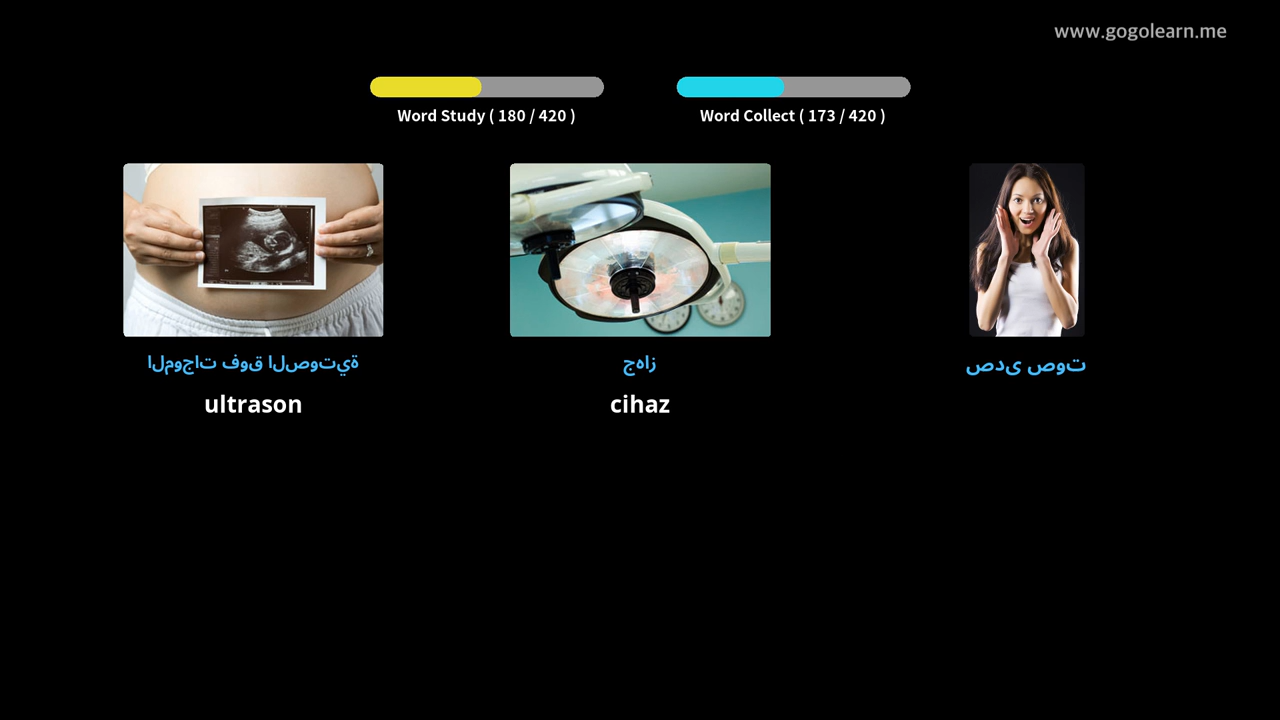 www.gogolearn.me
Word Study ( 180 / 420 )
Word Collect ( 173 / 420 )
الموجات فوق الصوتية
ultrason
جهاز
cihaz
صدى صوت